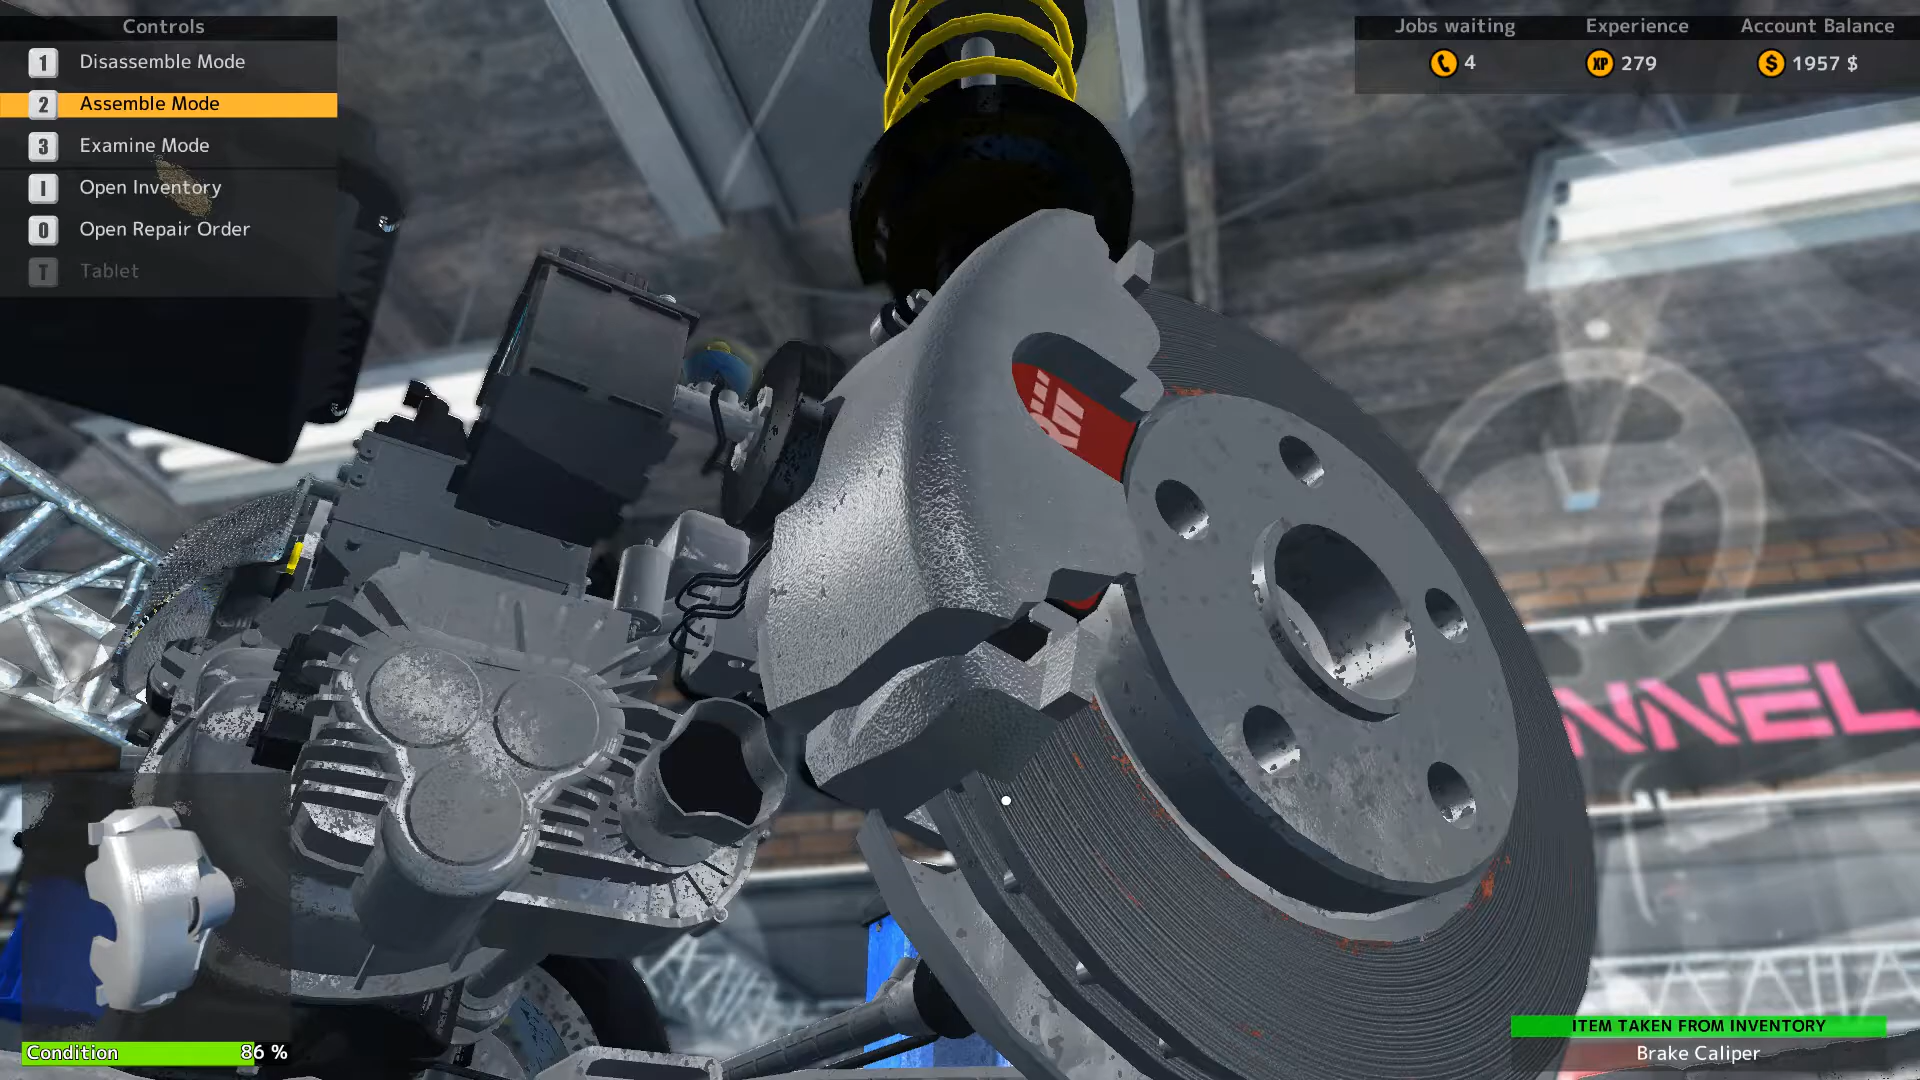 Controls
1 Disassemble Mode
2 Assemble Mode
3 Examine Mode
I Open Inventory
O Open Repair Order
T Tablet
Jobs waiting Experience Account Balance
4 XP 279 $ 1957 $
NNEL
Condition 86 %
ITEM TAKEN FROM INVENTORY
Brake Caliper